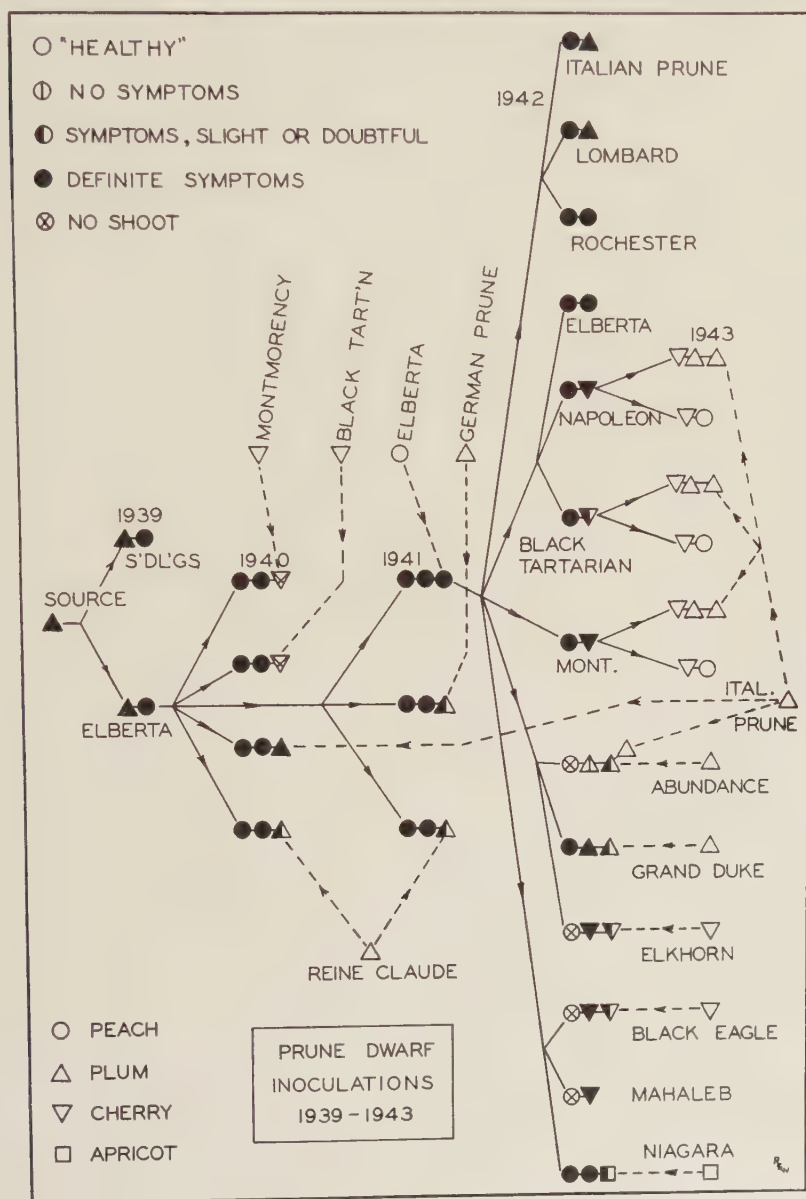 "HEALTHY"
NO SYMPTOMS
SYMPTOMS, SLIGHT OR DOUBTFUL
DEFINITE SYMPTOMS
NO SHOOT
1942
ITALIAN PRUNE
LOMBARD
ROCHESTER
ELBERTA
1943
NAPOLEON
BLACK
TARTARIAN
MONT.
ITAL.
PRUNE
ABUNDANCE
GRAND DUKE
ELKHORN
BLACK EAGLE
MAHALEB
NIAGARA
MONTMORENCY
BLACK TART'N
ELBERTA
GERMAN PRUNE
1939
S'DL'GS.
SOURCE
ELBERTA
1940
1941
REINE CLAUDE
PEACH
PLUM
CHERRY
APRICOT
PRUNE DWARF
INOCULATIONS
1939-1943